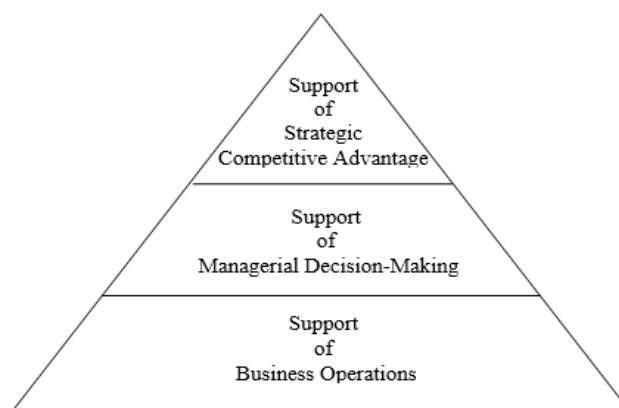 Support
of
Strategic
Competitive Advantage
Support
of
Managerial Decision-Making
Support
of
Business Operations